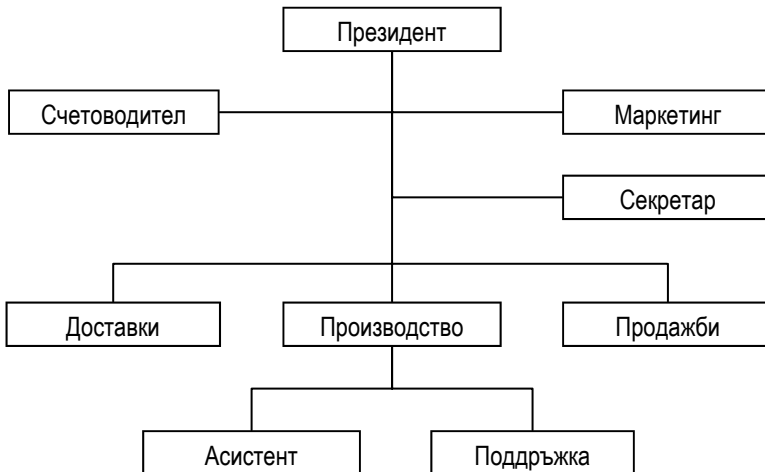 Президент
Счетоводител
Маркетинг
Секретар
Доставки
Производство
Продажби
Асистент
Поддръжка